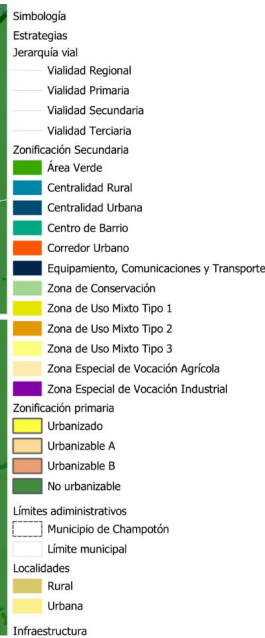 Simbología
Estrategias
Jerarquía vial
Vialidad Regional
Vialidad Primaria
Vialidad Secundaria
Vialidad Terciaria
Zonificación Secundaria
Área Verde
Centralidad Rural
Centralidad Urbana
Centro de Barrio
Corredor Urbano
Equipamiento, Comunicaciones y Transporte
Zona de Conservación
Zona de Uso Mixto Tipo 1
Zona de Uso Mixto Tipo 2
Zona de Uso Mixto Tipo 3
Zona Especial de Vocación Agrícola
Zona Especial de Vocación Industrial
Zonificación primaria
Urbanizado
Urbanizable A
Urbanizable B
No urbanizable
Límites adiministrativos
Municipio de Champotón
Límite municipal
Localidades
Rural
Urbana
Infraestructura